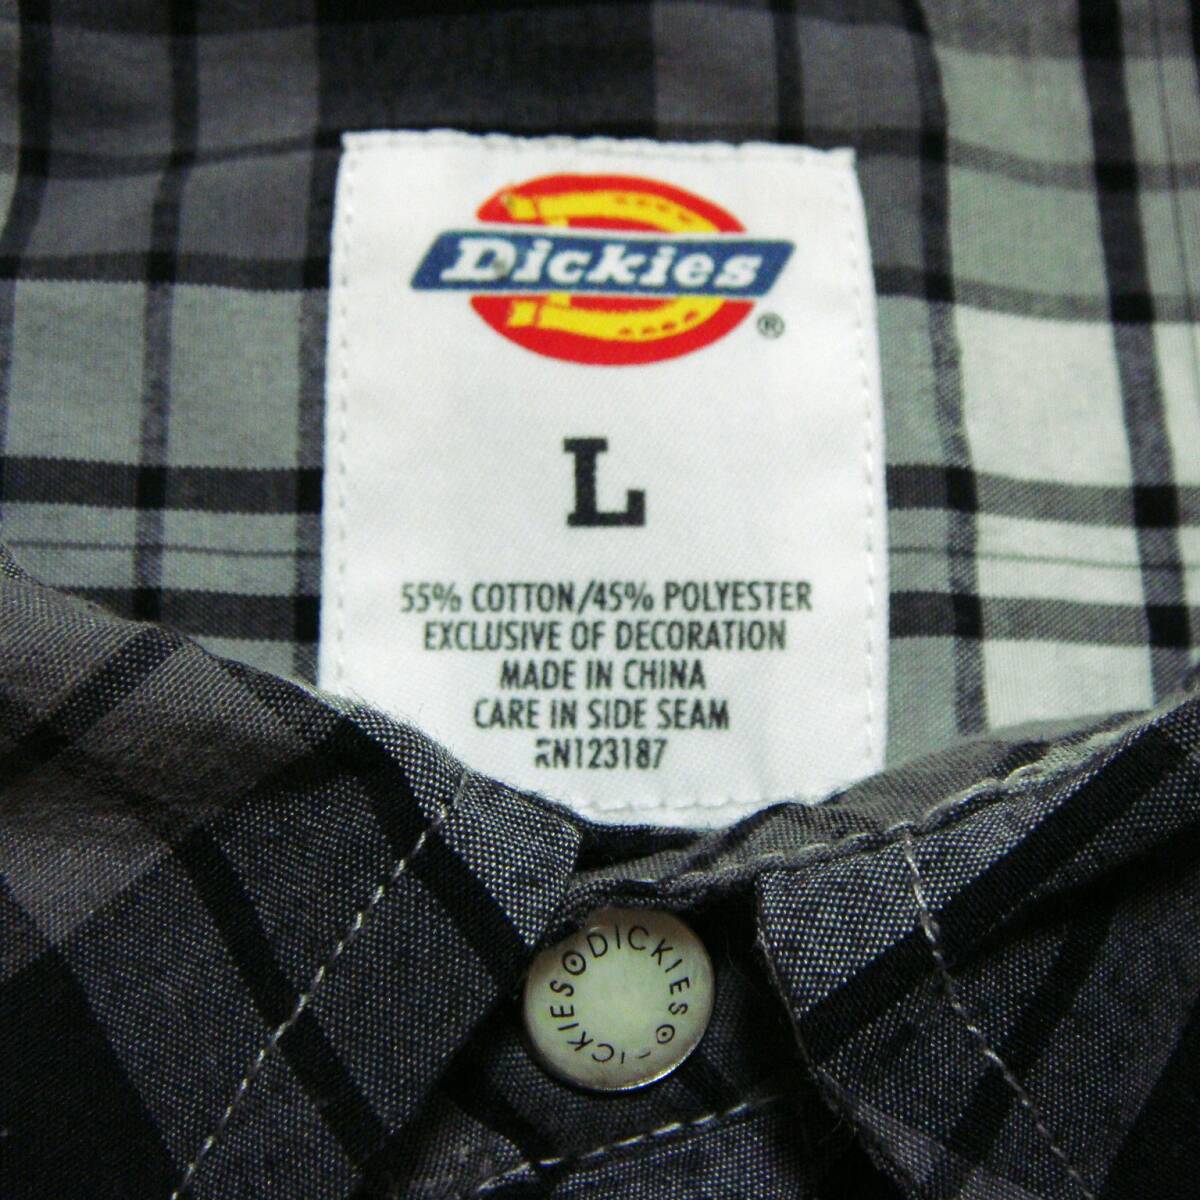 Dickies
®
L
55% COTTON/45% POLYESTER
EXCLUSIVE OF DECORATION
MADE IN CHINA
CARE IN SIDE SEAM
RN123187
DICKIES
DICKIES